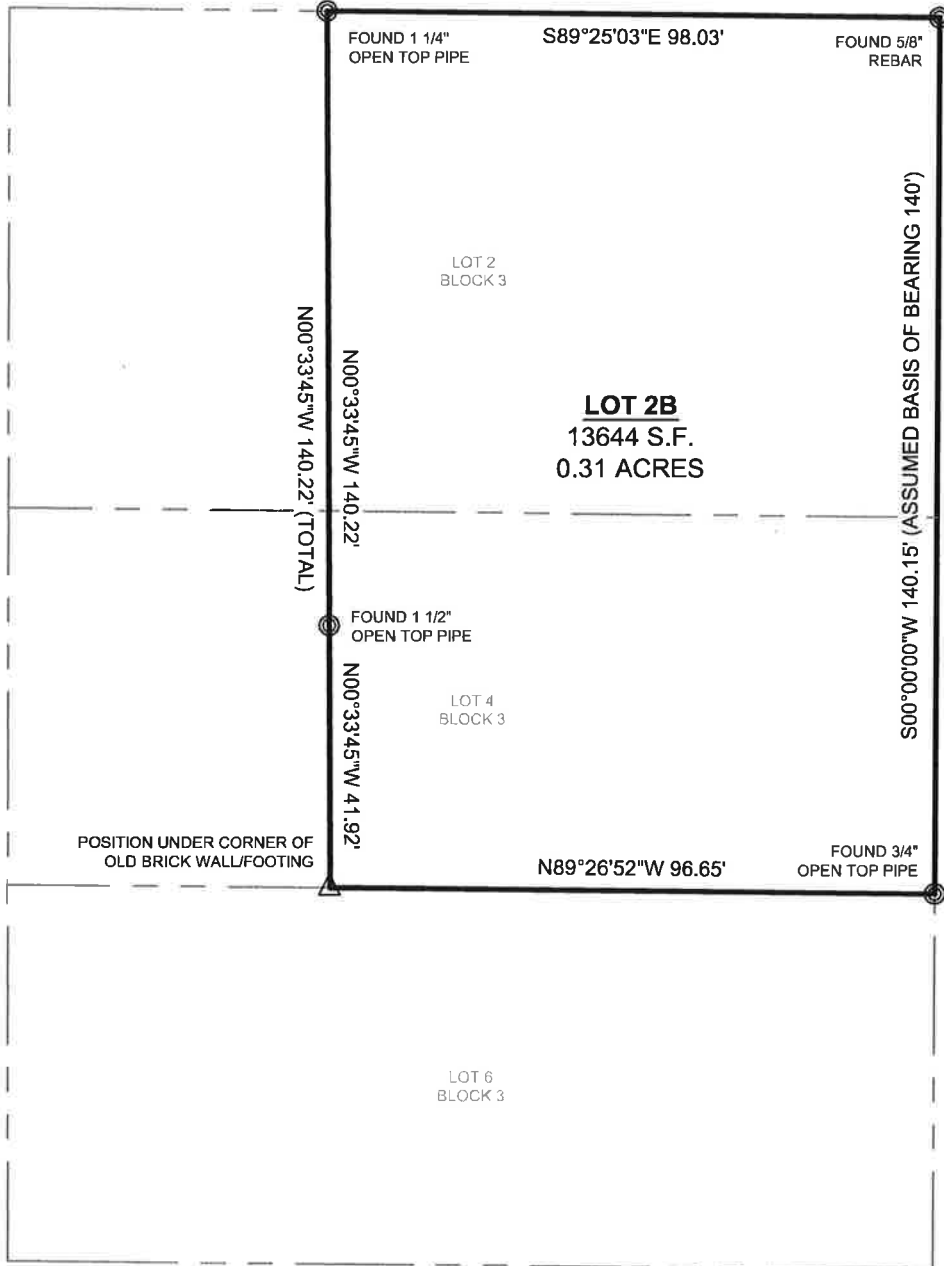 FOUND 1 1/4"
OPEN TOP PIPE
S89°25'03"E 98.03'
FOUND 5/8"
REBAR
LOT 2
BLOCK 3
S00°00'00"W 140.15' (ASSUMED BASIS OF BEARING 140')
N00°33'45"W 140.22' (TOTAL)
N00°33'45"W 140.22'
LOT 2B
13644 S.F.
0.31 ACRES
FOUND 1 1/2"
OPEN TOP PIPE
N00°33'45"W 41.92'
LOT 4
BLOCK 3
POSITION UNDER CORNER OF
OLD BRICK WALL/FOOTING
N89°26'52"W 96.65'
FOUND 3/4"
OPEN TOP PIPE
LOT 6
BLOCK 3